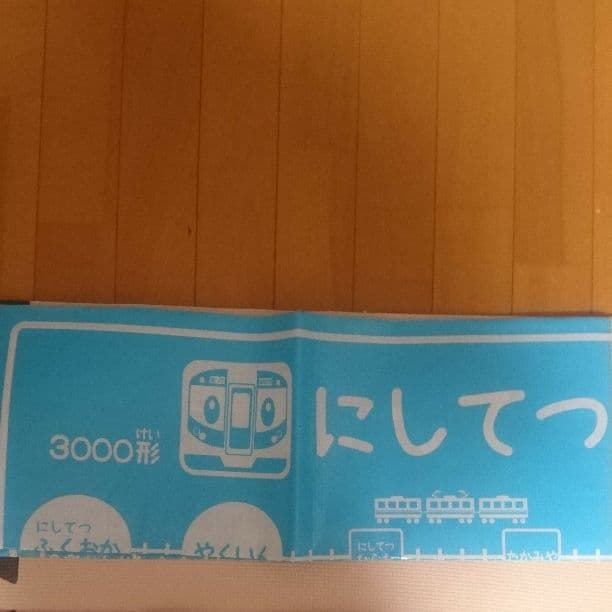 にしてつ
けい
3000形
にしてつ
ふくおか
やくいん
にしてつ
たかみや